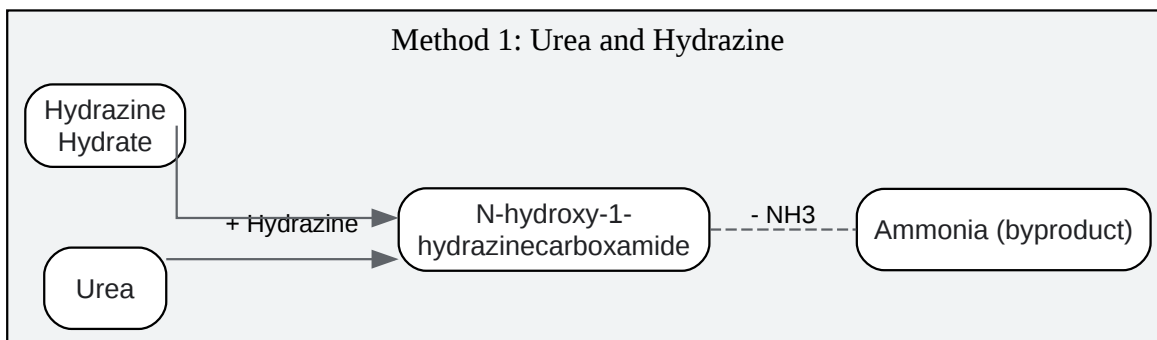 Method 1: Urea and Hydrazine
Hydrazine
Hydrate
+ Hydrazine
N-hydroxy-1-
hydrazinecarboxamide
- NH3
Ammonia (byproduct)
Urea